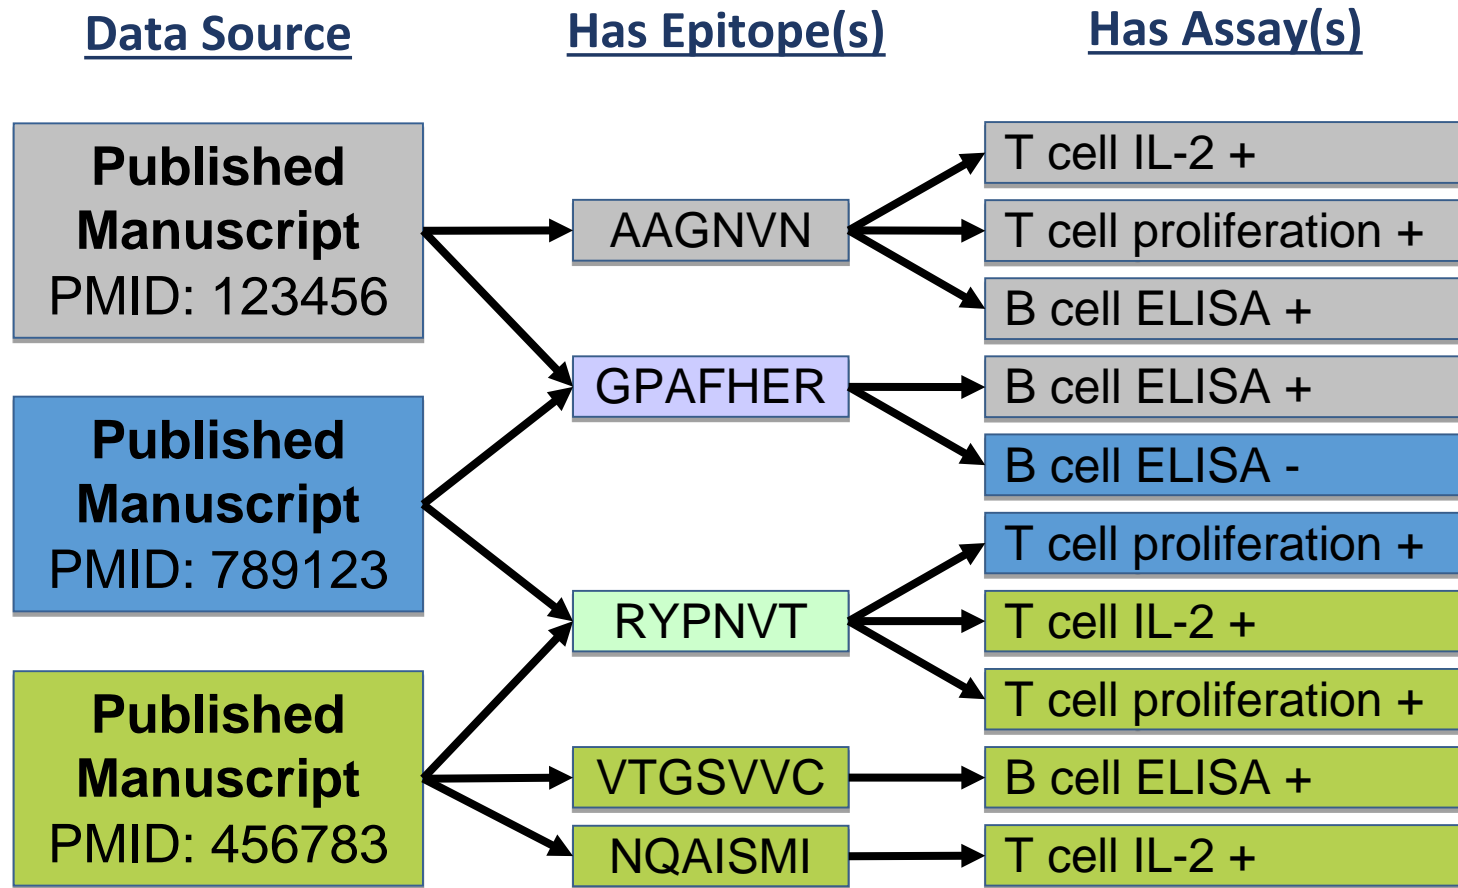 Data Source
Has Epitope(s)
Has Assay(s)
Published
Manuscript
PMID: 123456
Published
Manuscript
PMID: 789123
Published
Manuscript
PMID: 456783
AAGNVN
GPAFHER
RYPNVT
VTGSVVC
NQAISMI
T cell IL-2 +
T cell proliferation +
B cell ELISA +
B cell ELISA +
B cell ELISA -
T cell proliferation +
T cell IL-2 +
T cell proliferation +
B cell ELISA +
T cell IL-2 +